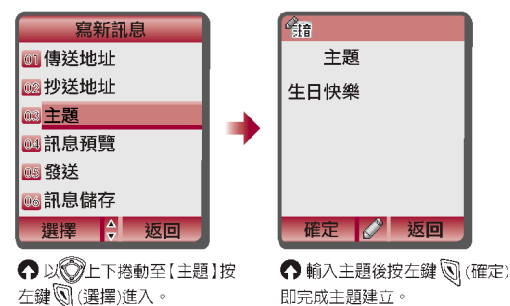 寫新訊息
01 傳送地址
02 抄送地址
03 主題
04 訊息預覽
05 發送
06 訊息儲存
選擇 返回
以上下捲動至【主題】按
左鍵(選擇)進入。
注音
主題
生日快樂
確定 返回
輸入主題後按左鍵(確定)
即完成主題建立。